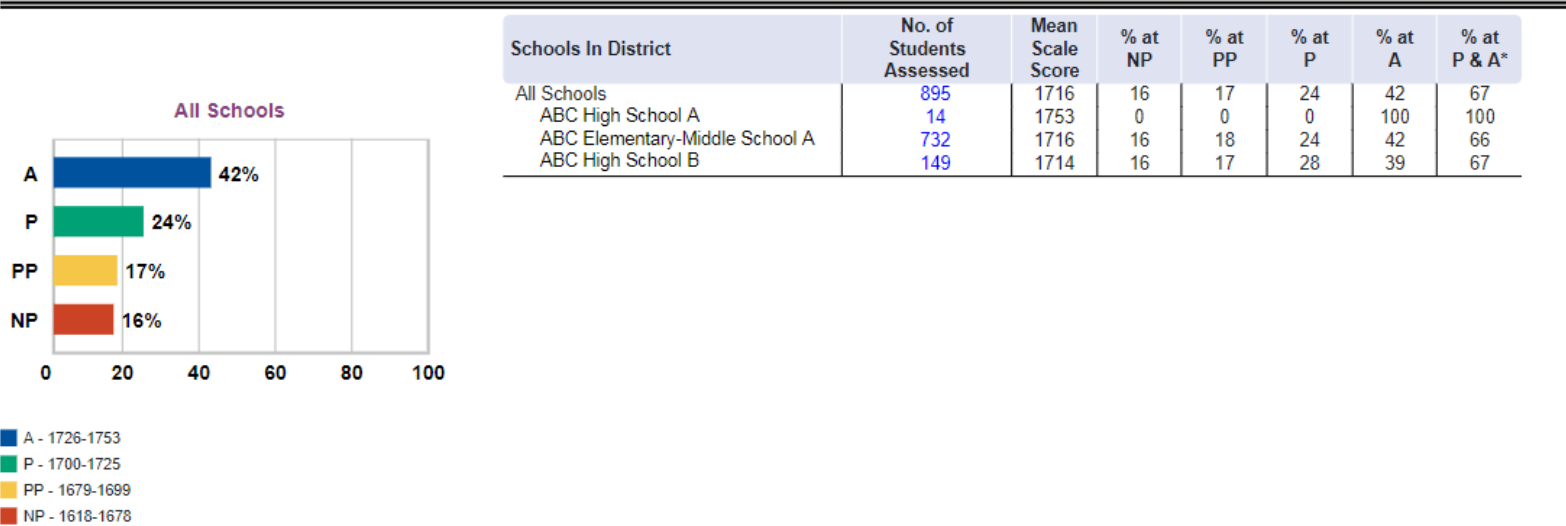 All Schools
A 42%
P 24%
PP 17%
NP 16%
0 20 40 60 80 100
A - 1726-1753
P - 1700-1725
PP - 1679-1699
NP - 1618-1678
Schools In District No. of Students Assessed Mean Scale Score % at NP % at PP % at P % at A % at P & A*
All Schools 895 1716 16 17 24 42 67
ABC High School A 14 1753 0 0 0 100 100
ABC Elementary-Middle School A 732 1716 16 18 24 42 66
ABC High School B 149 1714 16 17 28 39 67